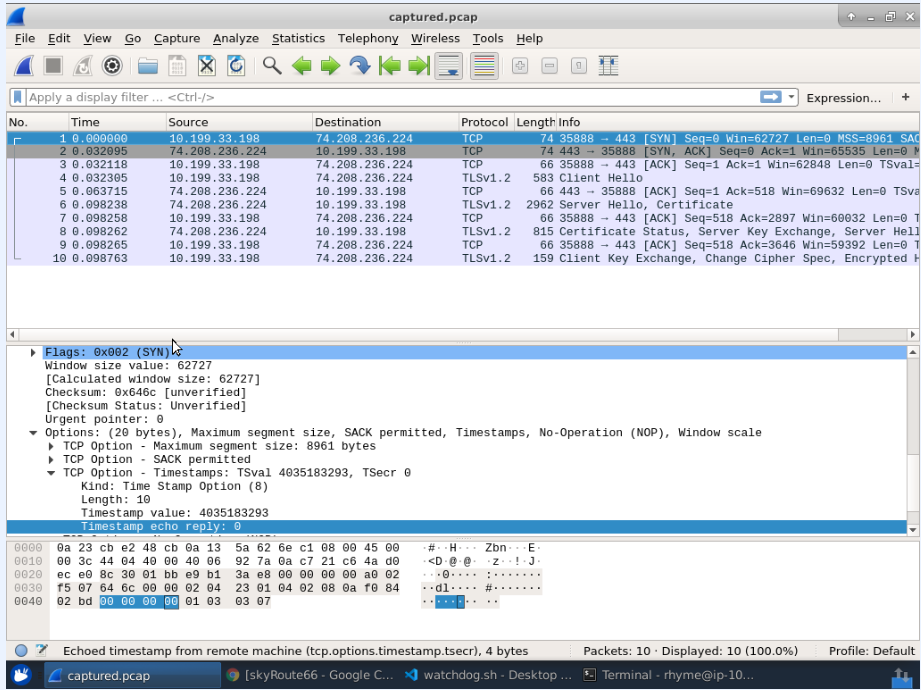 captured.pcap
File Edit View Go Capture Analyze Statistics Telephony Wireless Tools Help
Apply a display filter ... <Ctrl-/> Expression... +
No. Time Source Destination Protocol Length Info
1 0.000000 10.199.33.198 74.208.236.224 TCP 74 35888 → 443 [SYN] Seq=0 Win=62727 Len=0 MSS=8961 SAC
2 0.032095 74.208.236.224 10.199.33.198 TCP 74 443 → 35888 [SYN, ACK] Seq=0 Ack=1 Win=65535 Len=0 M
3 0.032118 10.199.33.198 74.208.236.224 TCP 66 35888 → 443 [ACK] Seq=1 Ack=1 Win=62848 Len=0 TSval=
4 0.032305 10.199.33.198 74.208.236.224 TLSv1.2 583 Client Hello
5 0.063715 74.208.236.224 10.199.33.198 TCP 66 443 → 35888 [ACK] Seq=1 Ack=518 Win=69632 Len=0 TSva
6 0.098238 74.208.236.224 10.199.33.198 TLSv1.2 2962 Server Hello, Certificate
7 0.098258 10.199.33.198 74.208.236.224 TCP 66 35888 → 443 [ACK] Seq=518 Ack=2897 Win=60032 Len=0 T
8 0.098262 74.208.236.224 10.199.33.198 TLSv1.2 815 Certificate Status, Server Key Exchange, Server Hell
9 0.098265 10.199.33.198 74.208.236.224 TCP 66 35888 → 443 [ACK] Seq=518 Ack=3646 Win=59392 Len=0 T
10 0.098763 10.199.33.198 74.208.236.224 TLSv1.2 159 Client Key Exchange, Change Cipher Spec, Encrypted H
Flags: 0x002 (SYN)
Window size value: 62727
[Calculated window size: 62727]
Checksum: 0x646c [unverified]
[Checksum Status: Unverified]
Urgent pointer: 0
Options: (20 bytes), Maximum segment size, SACK permitted, Timestamps, No-Operation (NOP), Window scale
TCP Option - Maximum segment size: 8961 bytes
TCP Option - SACK permitted
TCP Option - Timestamps: TSval 4035183293, TSecr 0
Kind: Time Stamp Option (8)
Length: 10
Timestamp value: 4035183293
Timestamp echo reply: 0
0000 0a 23 cb e2 48 cb 0a 13 5a 62 6e c1 08 00 45 00 ·#··H··· Zbn···E·
0010 00 3c 44 04 40 00 40 06 92 7a 0a c7 21 c6 4a d0 ·<D·@·@· ·z··!·J·
0020 ec e0 8c 30 01 bb e9 b1 3a e8 00 00 00 00 a0 02 ···0···· :·······
0030 f5 07 64 6c 00 00 02 04 23 01 04 02 08 0a f0 84 ··dl···· #·······
0040 02 bd 00 00 00 00 01 03 03 07 ········ ··
Echoed timestamp from remote machine (tcp.options.timestamp.tsecr), 4 bytes Packets: 10 · Displayed: 10 (100.0%) Profile: Default
captured.pcap [skyRoute66 - Google C... watchdog.sh - Desktop ... Terminal - rhyme@ip-10...